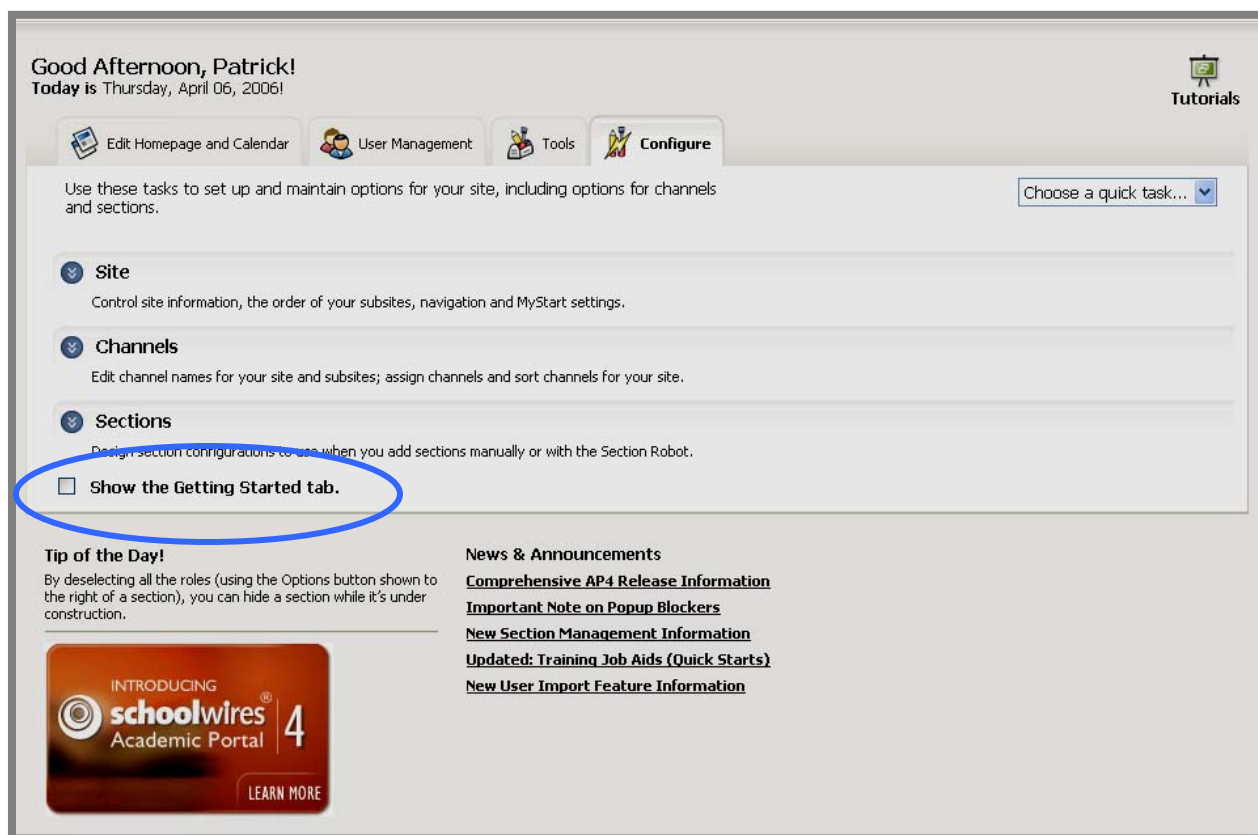 Good Afternoon, Patrick!
Today is Thursday, April 06, 2006!
Tutorials
Edit Homepage and Calendar
User Management
Tools
Configure
Use these tasks to set up and maintain options for your site, including options for channels
and sections.
Choose a quick task...
Site
Control site information, the order of your subsites, navigation and MyStart settings.
Channels
Edit channel names for your site and subsites; assign channels and sort channels for your site.
Sections
Design section configurations to use when you add sections manually or with the Section Robot.
Show the Getting Started tab.
Tip of the Day!
By deselecting all the roles (using the Options button shown to
the right of a section), you can hide a section while it's under
construction.
INTRODUCING
schoolwires® 4
Academic Portal
LEARN MORE
News & Announcements
Comprehensive AP4 Release Information
Important Note on Popup Blockers
New Section Management Information
Updated: Training Job Aids (Quick Starts)
New User Import Feature Information